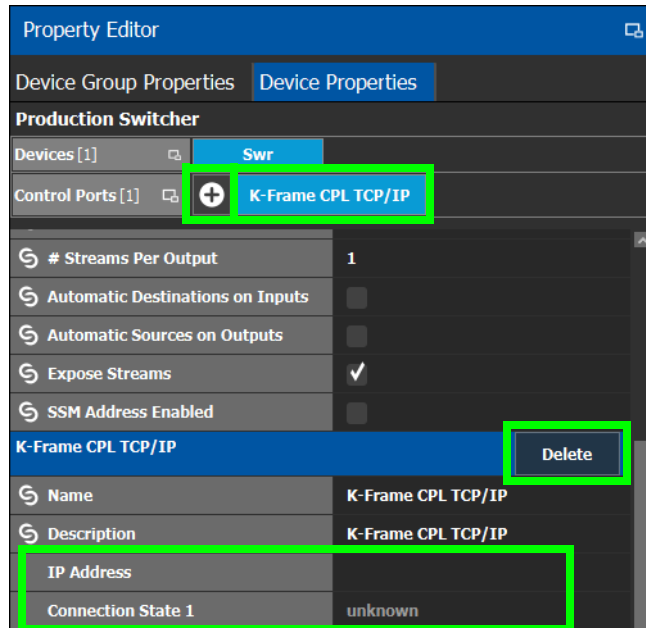 Property Editor
Device Group Properties Device Properties
Production Switcher
Devices [1] Swr
Control Ports [1] K-Frame CPL TCP/IP
# Streams Per Output 1
Automatic Destinations on Inputs
Automatic Sources on Outputs
Expose Streams
SSM Address Enabled
K-Frame CPL TCP/IP Delete
Name K-Frame CPL TCP/IP
Description K-Frame CPL TCP/IP
IP Address
Connection State 1 unknown